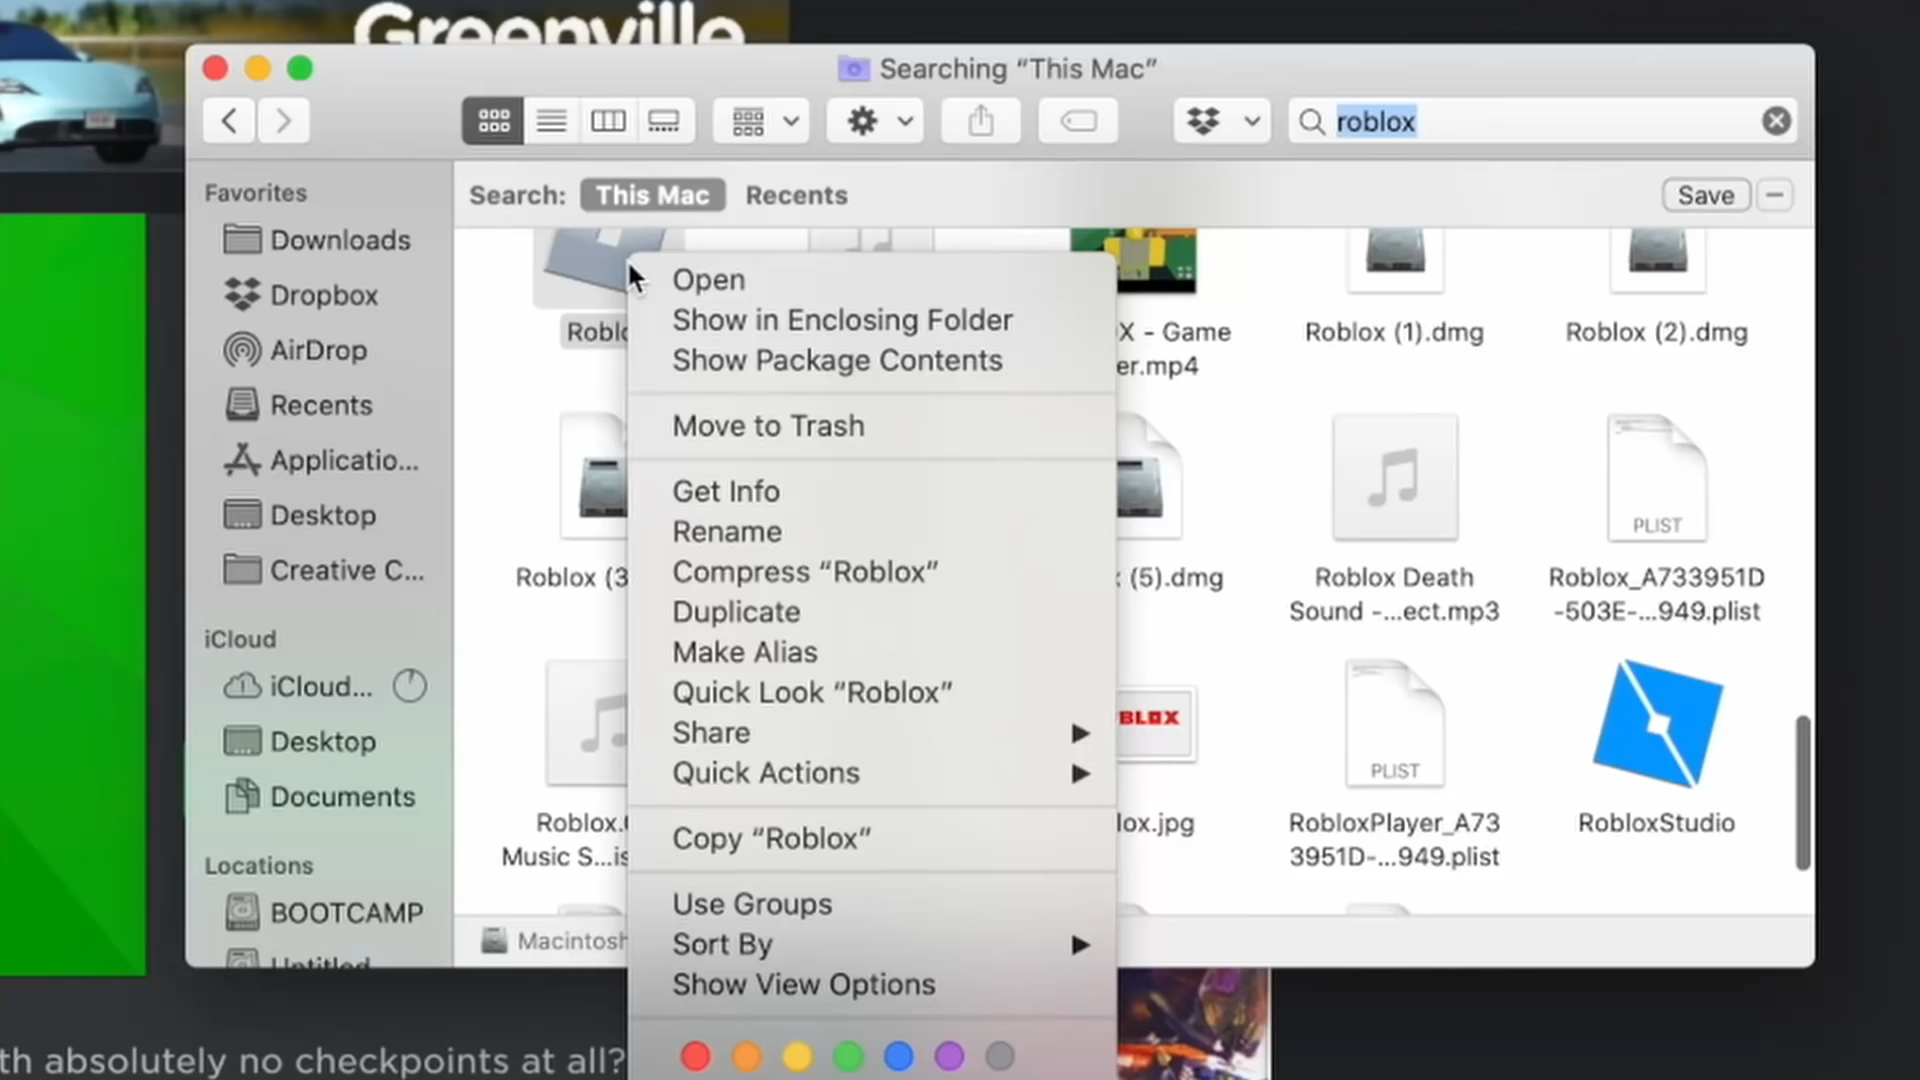 Greenville
Searching “This Mac”
roblox
Search: This Mac Recents Save
Favorites
Downloads
Dropbox
AirDrop
Recents
Applicatio...
Desktop
Creative C...
iCloud
iCloud...
Desktop
Documents
Locations
BOOTCAMP
Untitled
Open
Show in Enclosing Folder
Show Package Contents
Move to Trash
Get Info
Rename
Compress “Roblox”
Duplicate
Make Alias
Quick Look “Roblox”
Share
Quick Actions
Copy “Roblox”
Use Groups
Sort By
Show View Options
Roblo
X - Game
er.mp4
Roblox (1).dmg
Roblox (2).dmg
Roblox (3
(5).dmg
Roblox Death
Sound -...ect.mp3
PLIST
Roblox_A733951D
-503E-...949.plist
Roblox.
Music S...is
BLOX
lox.jpg
PLIST
RobloxPlayer_A73
3951D-...949.plist
RobloxStudio
Macintosh
th absolutely no checkpoints at all?